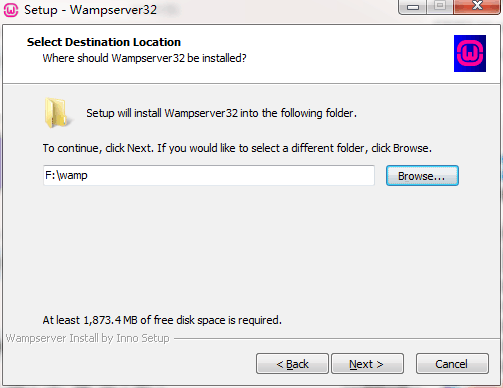 Setup - Wampserver32
Select Destination Location
Where should Wampserver32 be installed?
Setup will install Wampserver32 into the following folder.
To continue, click Next. If you would like to select a different folder, click Browse.
F:\wamp
Browse...
At least 1,873.4 MB of free disk space is required.
Wampserver Install by Inno Setup
< Back
Next >
Cancel